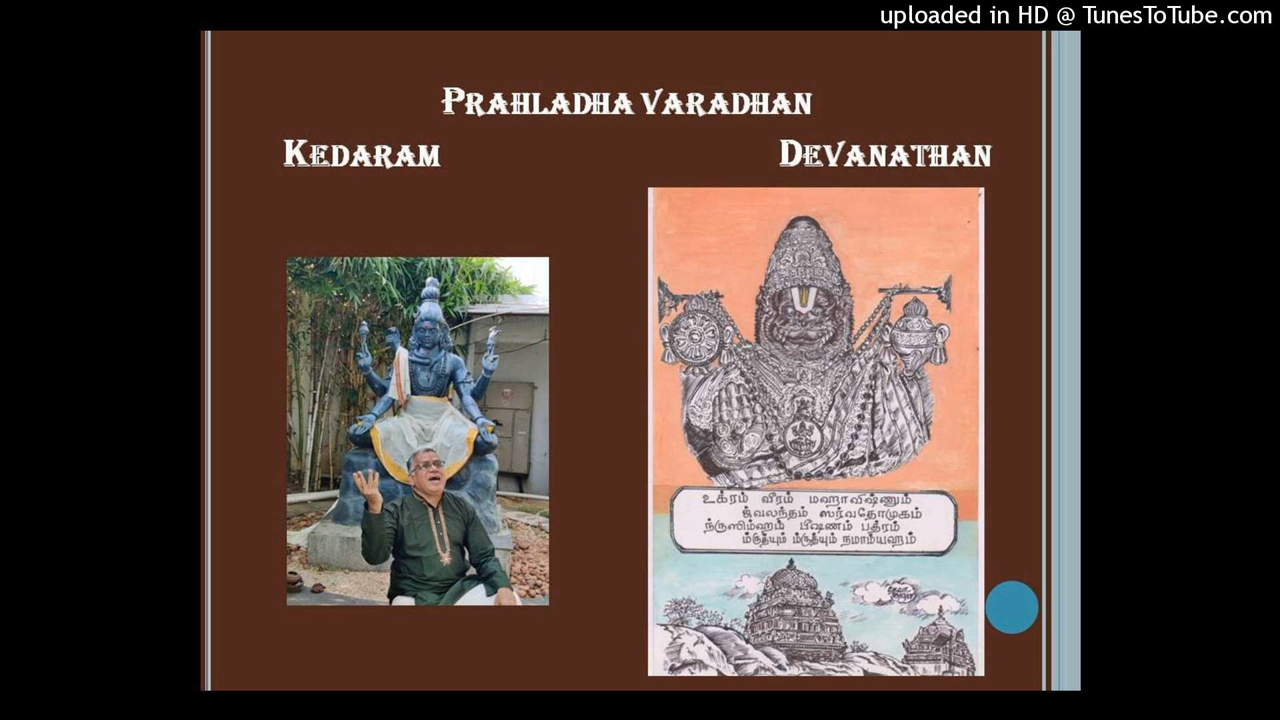 uploaded in HD @ TunesToTube.com
PRAHLADHA VARADHAN
KEDARAM
DEVANATHAN
உக்ரம் வீரம் மஹாவிஷ்ணும்
ஜ்வலந்தம் ஸர்வதோமுகம்
ந்ருஸிம்ஹம் பீஷணம் பத்ரம்
ம்ருத்யும் ம்ருத்யும் நமாம்யஹம்